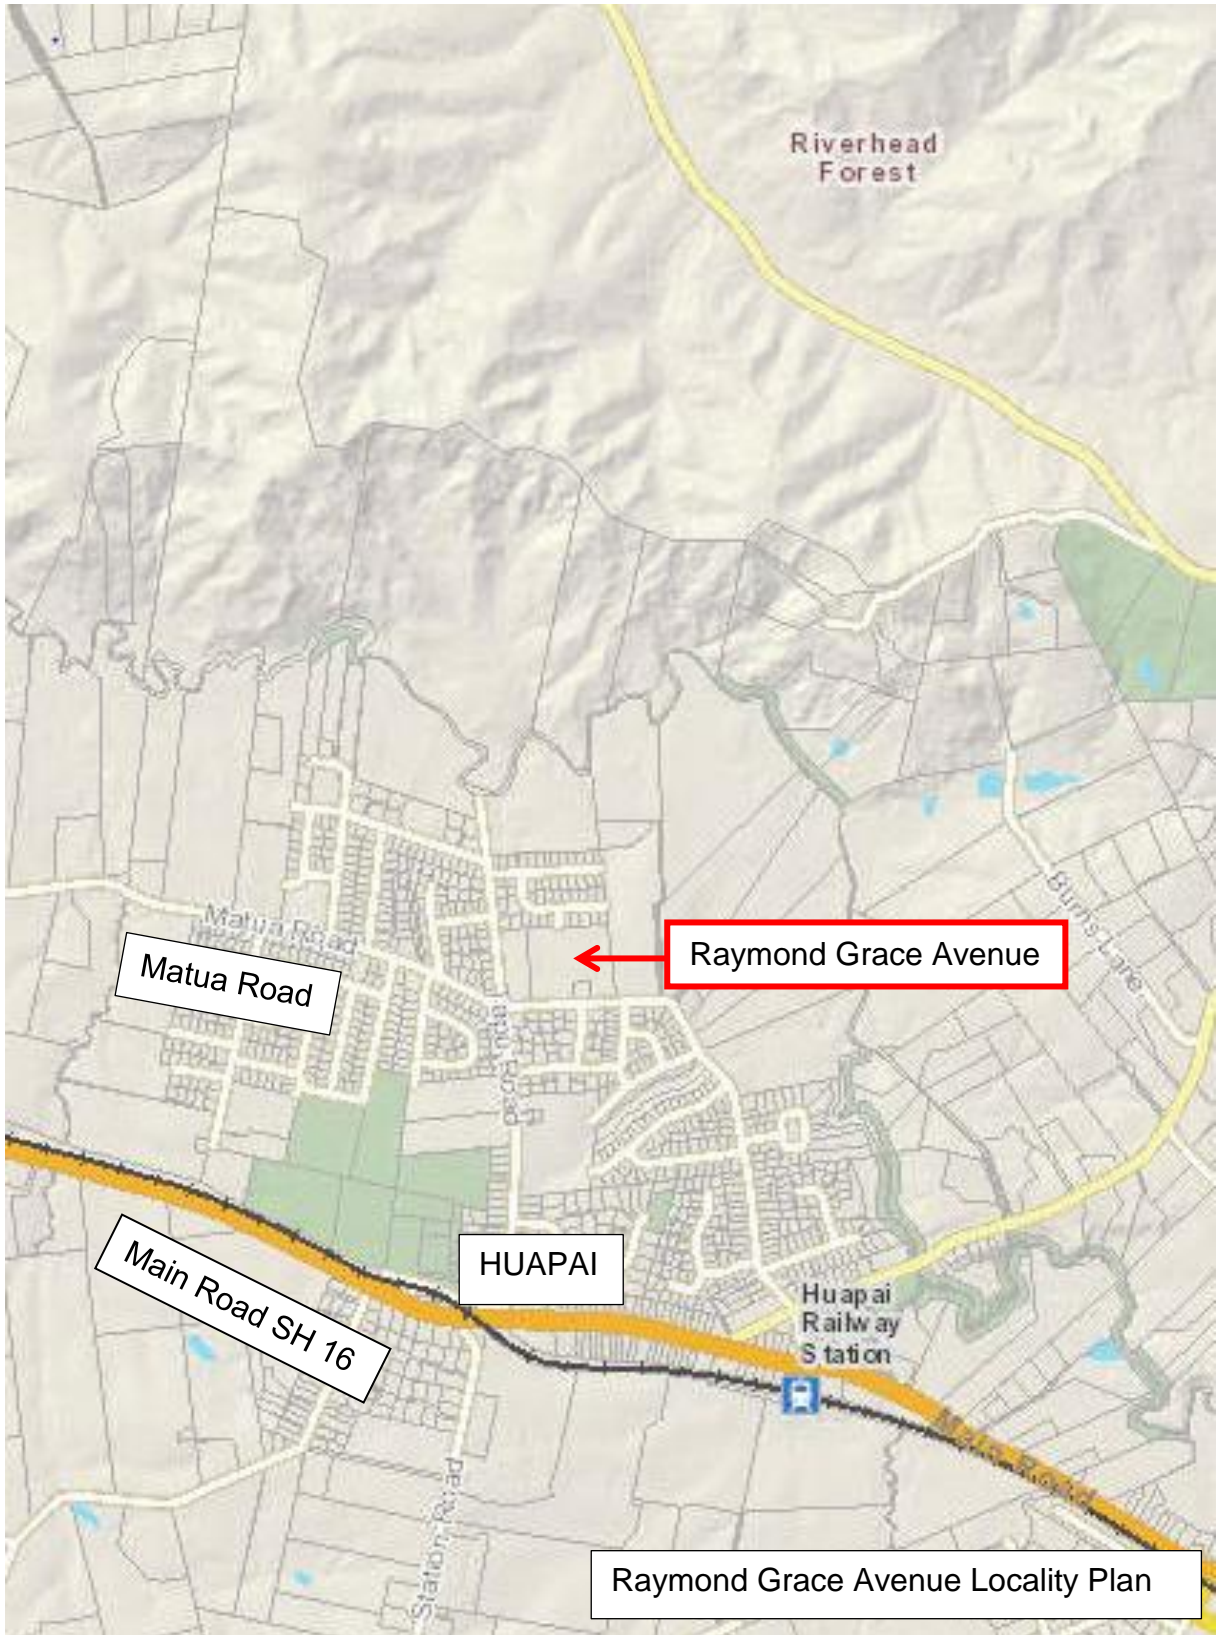 Riverhead
Forest
Matua Road
Matua Road
Raymond Grace Avenue
Burns Lane
Main Road SH 16
HUAPAI
Huapai
Railway
Station
Main Road
Station Road
Raymond Grace Avenue Locality Plan